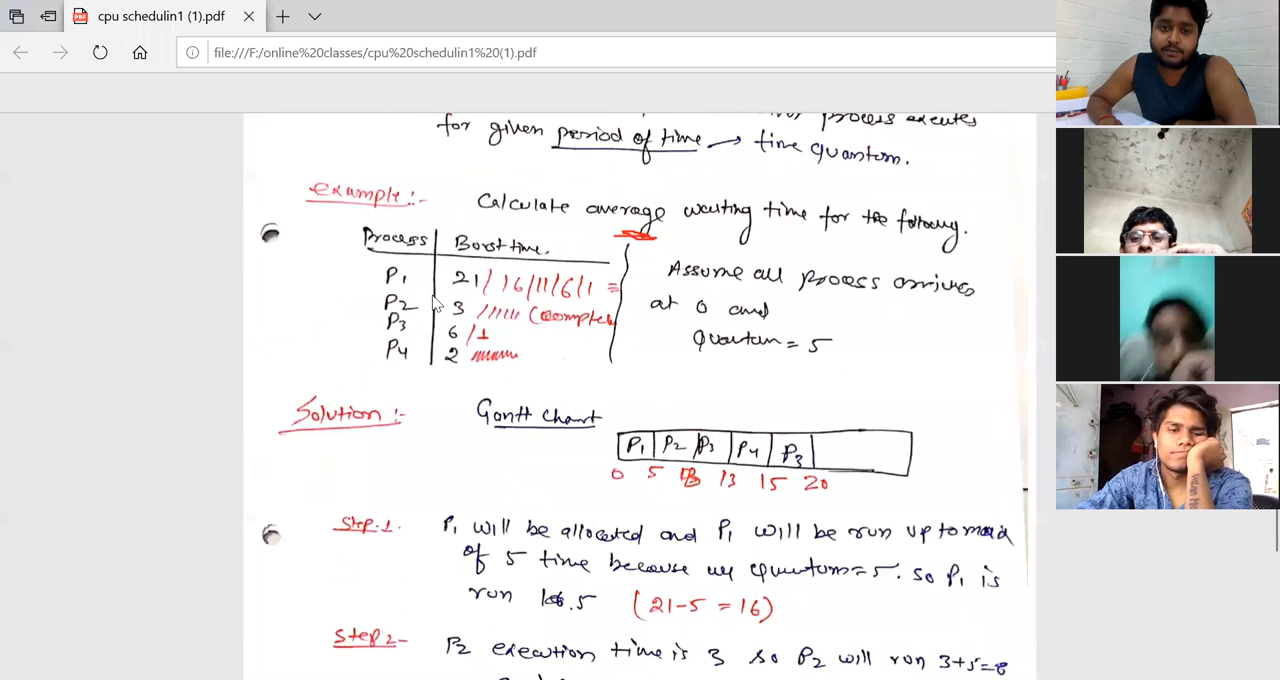 cpu schedulin1 (1).pdf
file:///F:/online%20classes/cpu%20schedulin1%20(1).pdf
process executes
for given period of time → time quantom.
example:- Calculate average waiting time for the following.
Process Burst time.
P1 21/16/11/6/1 =
P2 3 (complete
P3 6/1
P4 2
Assume all process arrives
at 0 and
quantum = 5
Solution :- Gantt Chart
P1 P2 P3 P4 P3
0 5 8 13 15 20
Step-1. P1 will be allocated and P1 will be run up to
of 5 time because quantum = 5. so P1 is
run 5 (21-5 = 16)
Step 2- P2 execution time is 3 so P2 will run 3+5=8